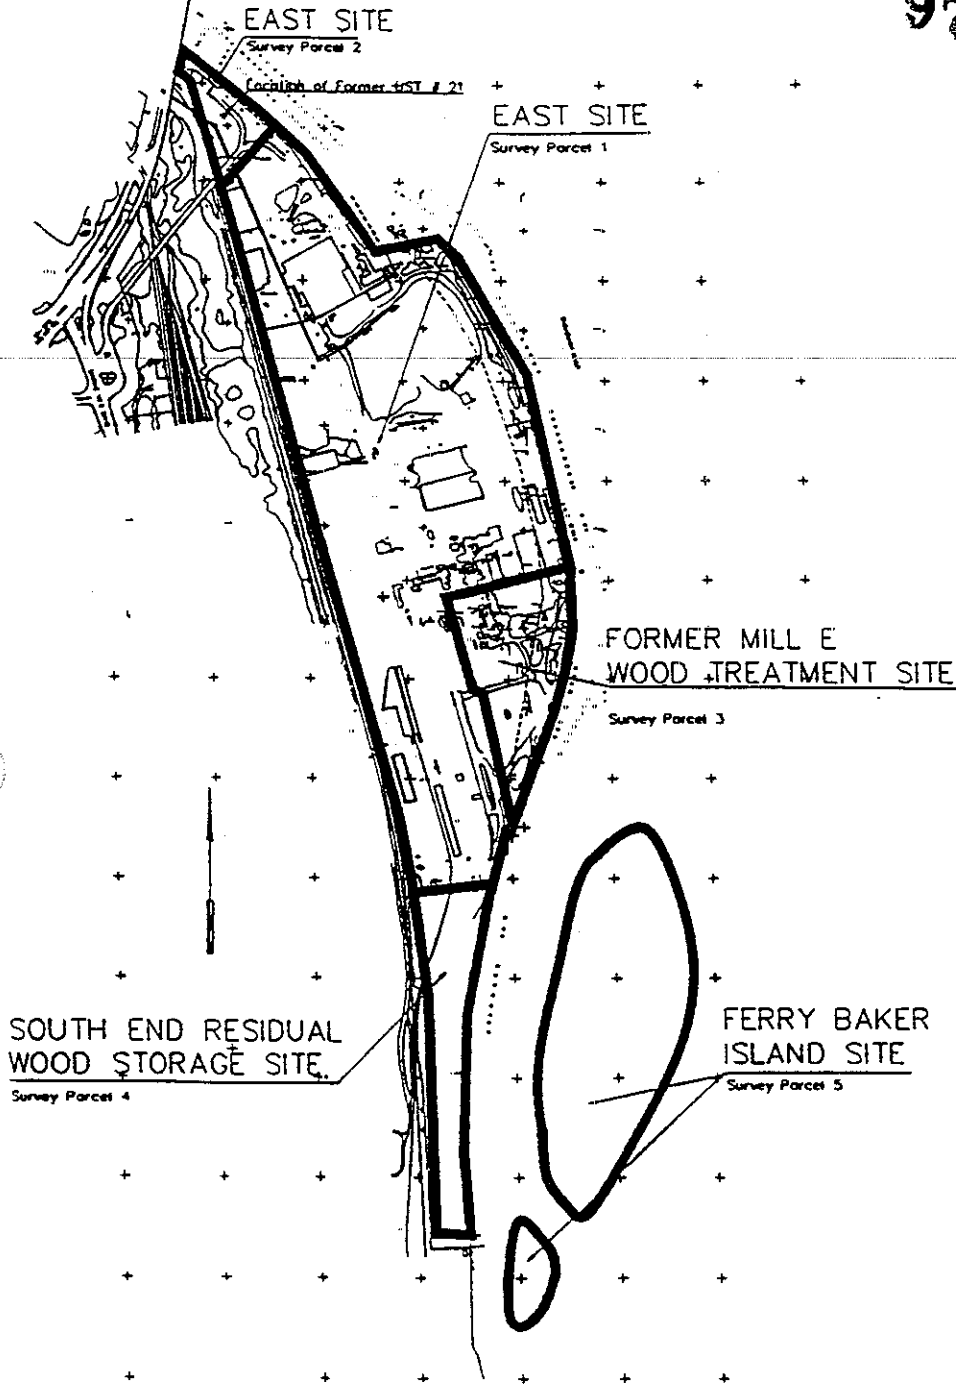 EAST SITE
Survey Parcel 2
Location of Former UST # 21
EAST SITE
Survey Parcel 1
FORMER MILL E
WOOD TREATMENT SITE
Survey Parcel 3
SOUTH END RESIDUAL
WOOD STORAGE SITE.
Survey Parcel 4
FERRY BAKER
ISLAND SITE
Survey Parcel 5